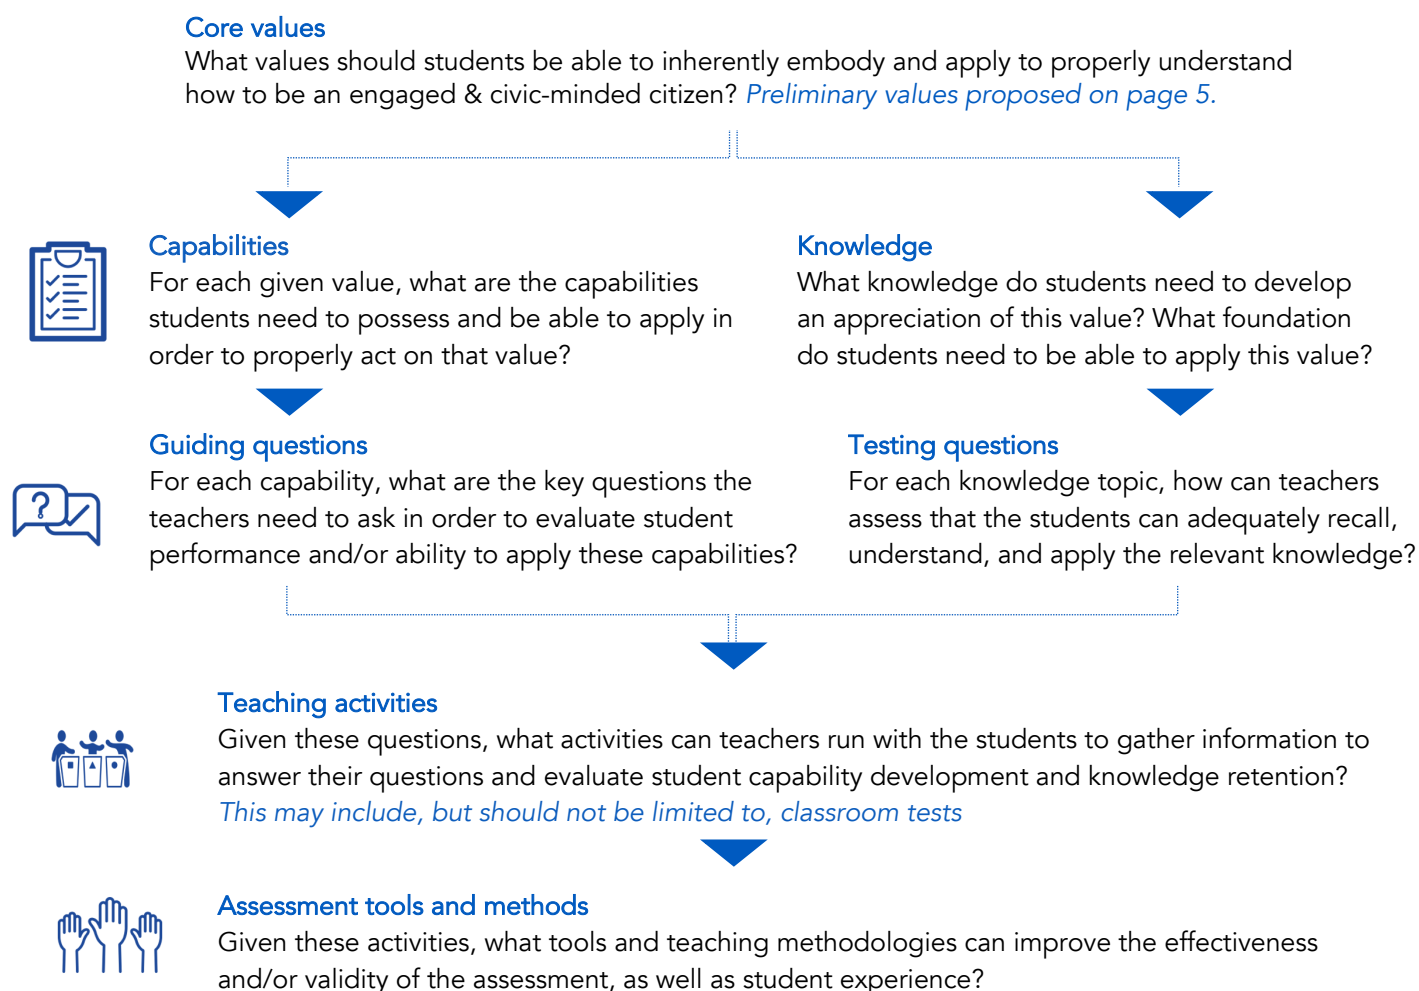 Core values
What values should students be able to inherently embody and apply to properly understand
how to be an engaged & civic-minded citizen? Preliminary values proposed on page 5.
Capabilities
For each given value, what are the capabilities
students need to possess and be able to apply in
order to properly act on that value?
Knowledge
What knowledge do students need to develop
an appreciation of this value? What foundation
do students need to be able to apply this value?
Guiding questions
For each capability, what are the key questions the
teachers need to ask in order to evaluate student
performance and/or ability to apply these capabilities?
Testing questions
For each knowledge topic, how can teachers
assess that the students can adequately recall,
understand, and apply the relevant knowledge?
Teaching activities
Given these questions, what activities can teachers run with the students to gather information to
answer their questions and evaluate student capability development and knowledge retention?
This may include, but should not be limited to, classroom tests
Assessment tools and methods
Given these activities, what tools and teaching methodologies can improve the effectiveness
and/or validity of the assessment, as well as student experience?